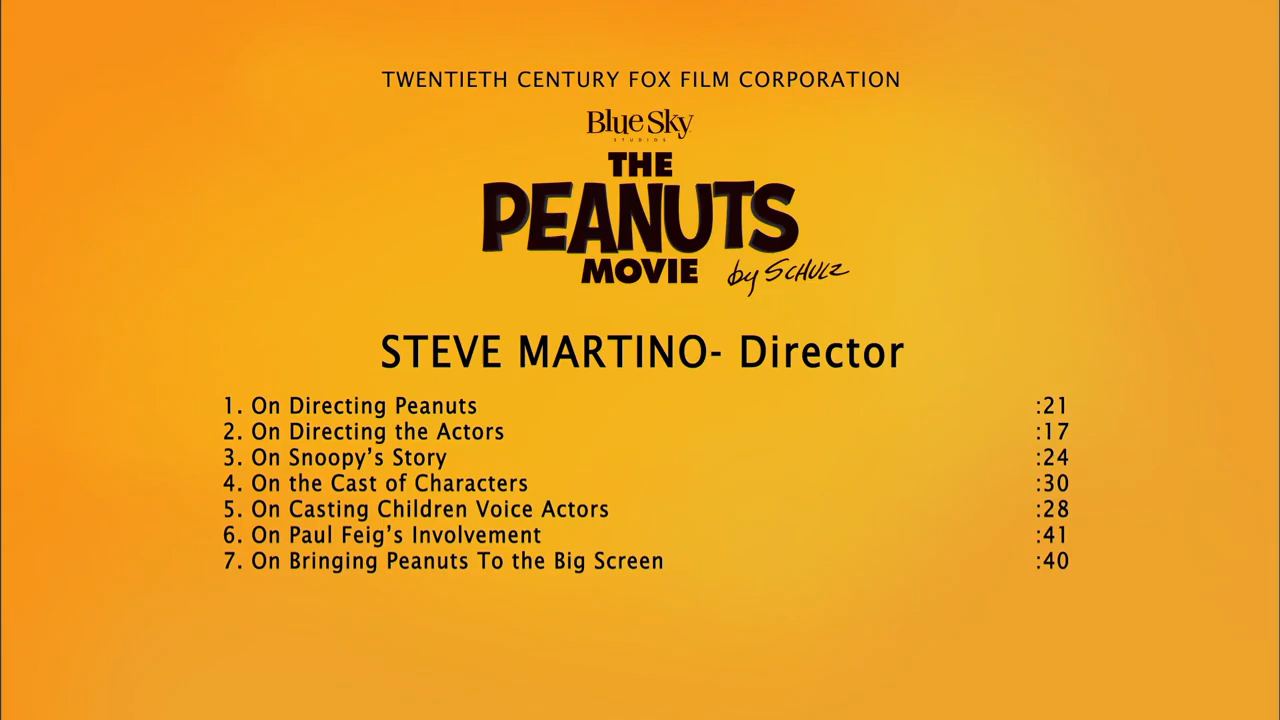 TWENTIETH CENTURY FOX FILM CORPORATION
Blue Sky
STUDIOS
THE
PEANUTS
MOVIE by SCHULZ
STEVE MARTINO- Director
1. On Directing Peanuts :21
2. On Directing the Actors :17
3. On Snoopy's Story :24
4. On the Cast of Characters :30
5. On Casting Children Voice Actors :28
6. On Paul Feig's Involvement :41
7. On Bringing Peanuts To the Big Screen :40